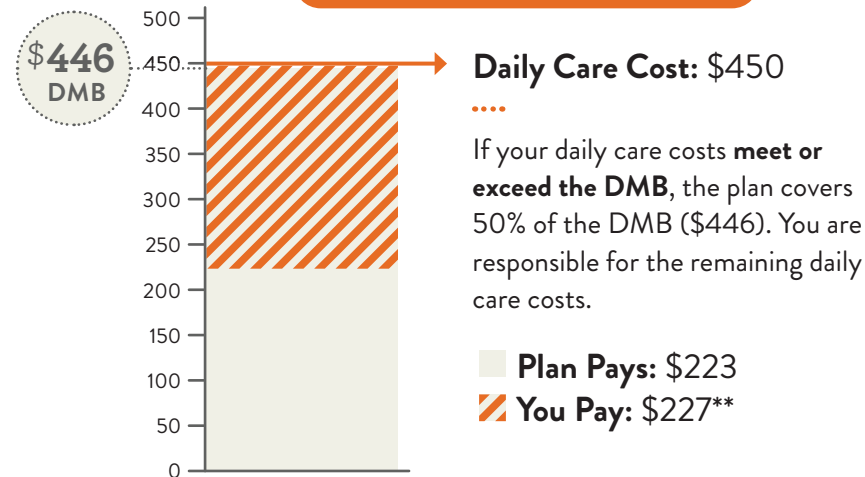 500
450
400
350
300
250
200
150
100
50
0
$446
DMB
Daily Care Cost: $450
If your daily care costs meet or
exceed the DMB, the plan covers
50% of the DMB ($446). You are
responsible for the remaining daily
care costs.
Plan Pays: $223
You Pay: $227**